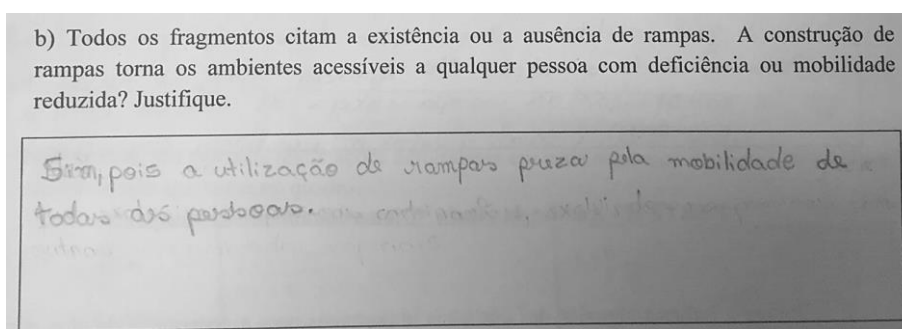 b) Todos os fragmentos citam a existência ou a ausência de rampas. A construção de
rampas torna os ambientes acessíveis a qualquer pessoa com deficiência ou mobilidade
reduzida? Justifique.
Sim, pois a utilização de rampas preza pela mobilidade de
todas as pessoas.